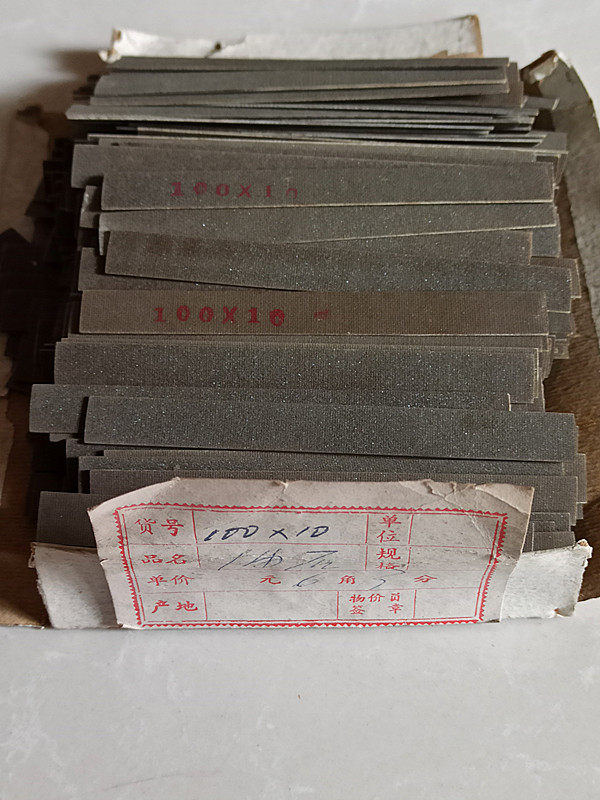 100X1
100X10
货号 100×10 单位
品名 规格
单价 元 6 角 分
产地 物价员签章